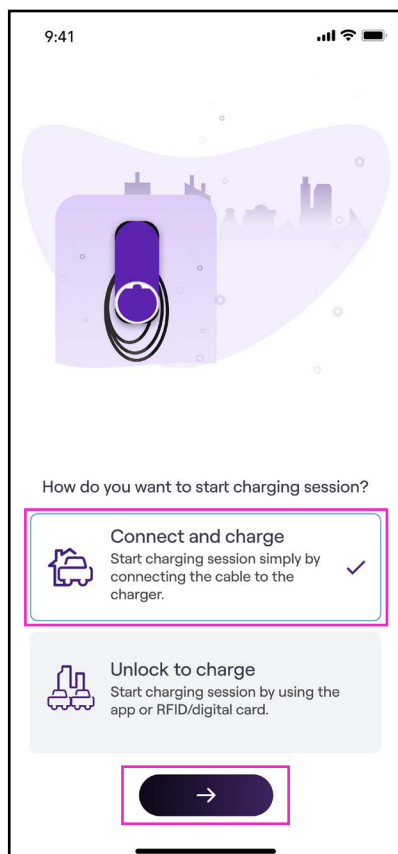 9:41
How do you want to start charging session?
Connect and charge
Start charging session simply by
connecting the cable to the
charger.
Unlock to charge
Start charging session by using the
app or RFID/digital card.